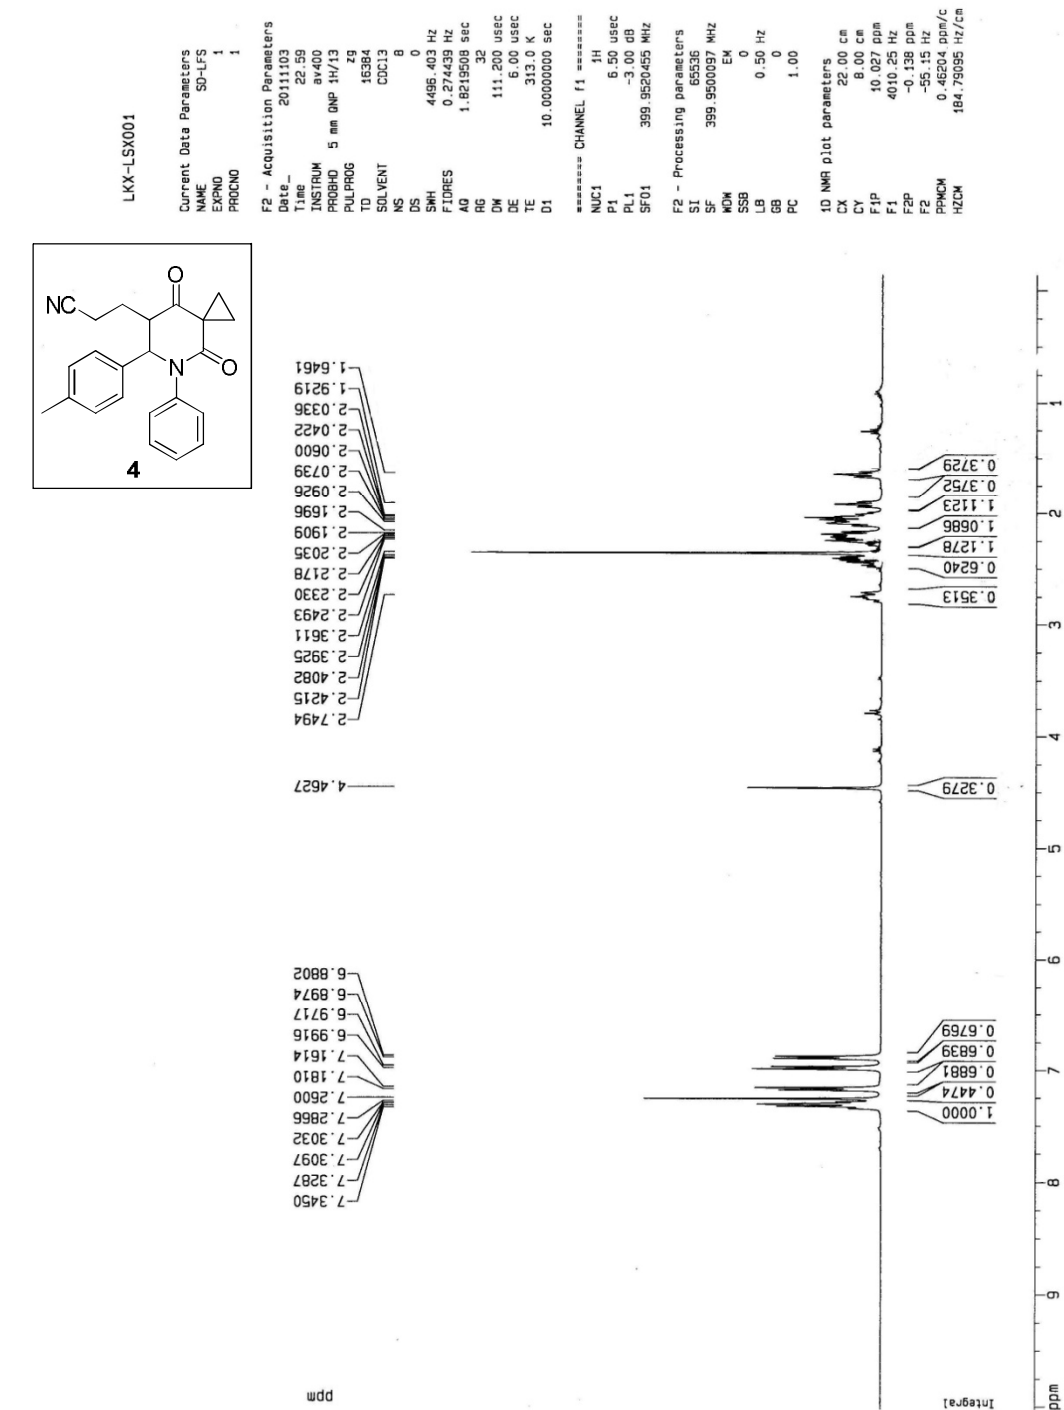 LKX-LSX001
Current Data Parameters
NAME SD-LFS
EXPNO 1
PROCNO 1
F2 - Acquisition Parameters
Date_ 20111103
Time 22.59
INSTRUM av400
PROBHD 5 mm QNP 1H/13
PULPROG zg
TD 16384
SOLVENT CDCl3
NS 8
DS 0
SWH 4496.403 Hz
FIDRES 0.274439 Hz
AQ 1.8219508 sec
RG 32
DW 111.200 usec
DE 6.00 usec
TE 313.0 K
D1 10.00000000 sec
======== CHANNEL f1 ========
NUC1 1H
P1 6.50 usec
PL1 -3.00 dB
SFO1 399.9520455 MHz
F2 - Processing parameters
SI 65536
SF 399.9500097 MHz
WDW EM
SSB 0
LB 0.50 Hz
GB 0
PC 1.00
1D NMR plot parameters
CX 22.00 cm
CY 8.00 cm
F1P 10.027 ppm
F1 4010.25 Hz
F2P -0.138 ppm
F2 -55.15 Hz
PPMCM 0.46204 ppm/c
HZCM 184.79095 Hz/cm
O
NC
N
O
4
1.6461
1.9219
2.0336
2.0422
2.0600
2.0739
2.0926
2.1696
2.1909
2.2035
2.2178
2.2330
2.2493
2.3611
2.3925
2.4082
2.4215
2.7494
4.4627
6.8802
6.8974
6.9717
6.9916
7.1614
7.1810
7.2600
7.2866
7.3032
7.3097
7.3287
7.3450
ppm
0.3729
0.3752
1.1123
1.0686
1.1278
0.6240
0.3513
0.3279
0.6769
0.6839
0.6881
0.4474
1.0000
Integral
1
2
3
4
5
6
7
8
9
ppm